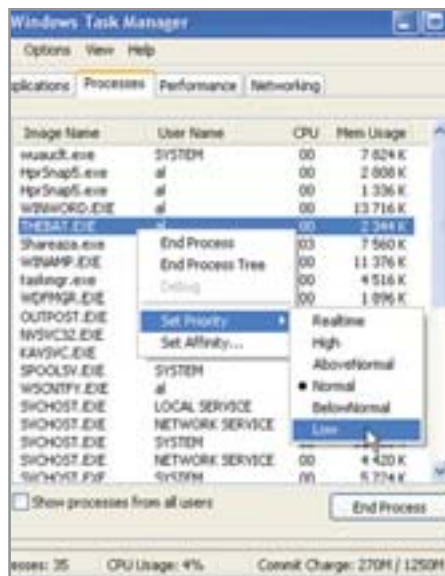 Windows Task Manager
Options View Help
plications Processes Performance Networking
Image Name User Name CPU Mem Usage
wuauclt.exe SYSTEM 00 7 824 K
HprSnap5.exe al 00 2 808 K
HprSnap5.exe al 00 1 336 K
WINWORD.EXE al 00 13 716 K
THEBAT.EXE al 00 2 344 K
Shareaza.exe 03 7 560 K
WINAMP.EXE 00 11 376 K
taskmgr.exe 00 4 516 K
WDFMGR.EXE 00 1 896 K
OUTPOST.EXE
NVSVC32.EXE
KAVSVC.EXE
SPOOLSV.EXE SYSTEM
WSCNTFY.EXE al
SVCHOST.EXE LOCAL SERVICE
SVCHOST.EXE NETWORK SERVICE
SVCHOST.EXE SYSTEM
SVCHOST.EXE NETWORK SERVICE 00 4 420 K
SVCHOST.EXE SYSTEM 00 5 724 K
End Process
End Process Tree
Debug
Set Priority
Set Affinity...
Realtime
High
AboveNormal
Normal
BelowNormal
Low
Show processes from all users
End Process
esses: 35 CPU Usage: 4% Commit Charge: 270M / 1250M